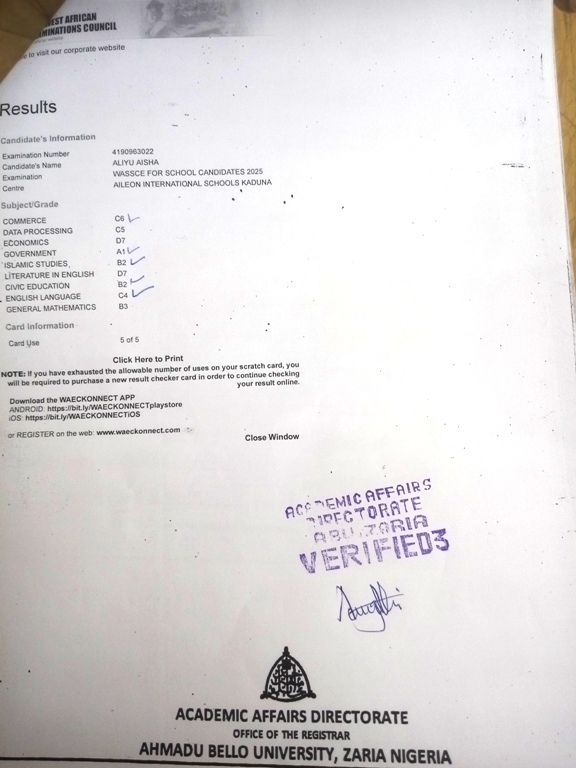 EST AFRICAN
MINATIONS COUNCIL
to visit our corporate website
Results
Candidate's Information
Examination Number 4190963022
Candidate's Name ALIYU AISHA
Examination WASSCE FOR SCHOOL CANDIDATES 2025
Centre AILEON INTERNATIONAL SCHOOLS KADUNA
Subject/Grade
COMMERCE C6
DATA PROCESSING C5
ECONOMICS D7
GOVERNMENT A1
ISLAMIC STUDIES B2
LITERATURE IN ENGLISH D7
CIVIC EDUCATION B2
ENGLISH LANGUAGE C4
GENERAL MATHEMATICS B3
Card Information
Card Use 5 of 5
Click Here to Print
NOTE: If you have exhausted the allowable number of uses on your scratch card, you
will be required to purchase a new result checker card in order to continue checking
your result online.
Download the WAECKONNECT APP
ANDROID: https://bit.ly/WAECKONNECTplaystore
iOS: https://bit.ly/WAECKONNECTiOS
or REGISTER on the web: www.waeckonnect.com
Close Window
ACADEMIC AFFAIRS
DIRECTORATE
ABU ZARIA
VERIFIED3
ACADEMIC AFFAIRS DIRECTORATE
OFFICE OF THE REGISTRAR
AHMADU BELLO UNIVERSITY, ZARIA NIGERIA